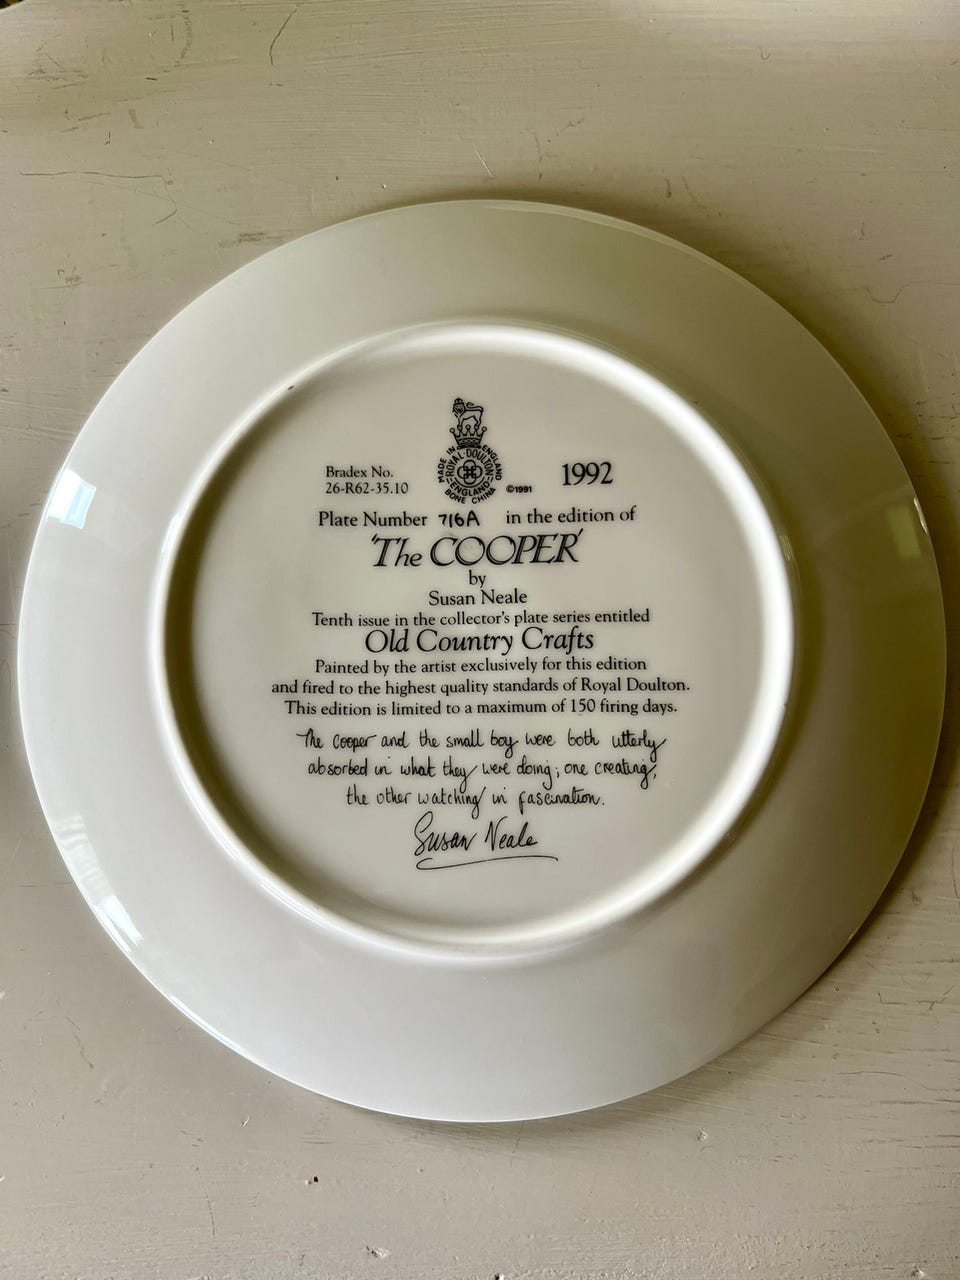 Bradex No.
26-R62-35.10
MADE IN ENGLAND
ROYAL·DOULTON
ENGLAND
BONE CHINA
©1991
1992
Plate Number 716A in the edition of
'The COOPER'
by
Susan Neale
Tenth issue in the collector's plate series entitled
Old Country Crafts
Painted by the artist exclusively for this edition
and fired to the highest quality standards of Royal Doulton.
This edition is limited to a maximum of 150 firing days.
The cooper and the small boy were both utterly
absorbed in what they were doing; one creating,
the other watching in fascination.
Susan Neale